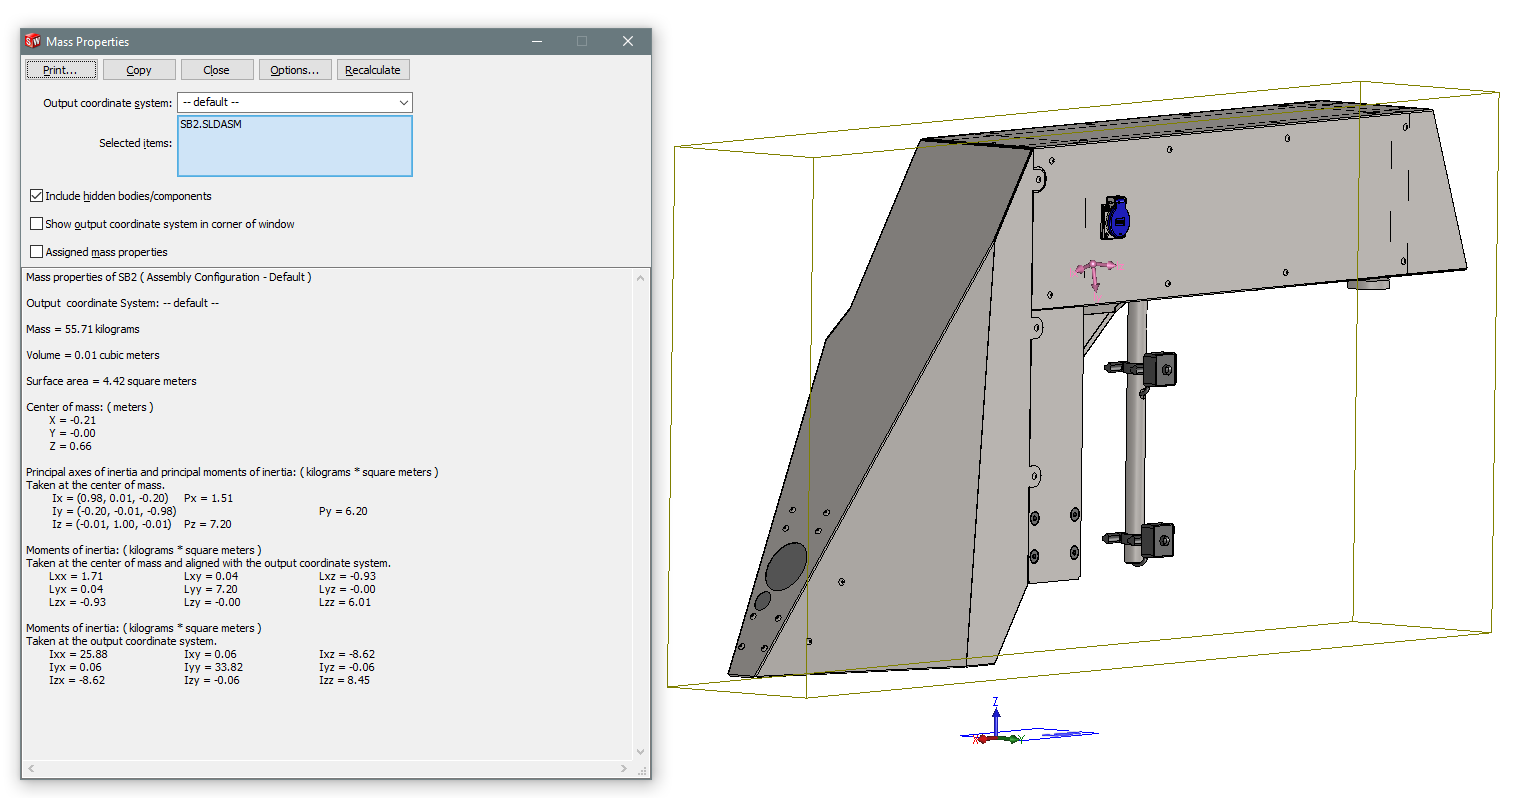 Mass Properties
Print... Copy Close Options... Recalculate
Output coordinate system: -- default --
Selected items: SB2.SLDASM
Include hidden bodies/components
Show output coordinate system in corner of window
Assigned mass properties
Mass properties of SB2 ( Assembly Configuration - Default )
Output coordinate System: -- default --
Mass = 55.71 kilograms
Volume = 0.01 cubic meters
Surface area = 4.42 square meters
Center of mass: ( meters )
X = -0.21
Y = -0.00
Z = 0.66
Principal axes of inertia and principal moments of inertia: ( kilograms * square meters )
Taken at the center of mass.
Ix = (0.98, 0.01, -0.20) Px = 1.51
Iy = (-0.20, -0.01, -0.98) Py = 6.20
Iz = (-0.01, 1.00, -0.01) Pz = 7.20
Moments of inertia: ( kilograms * square meters )
Taken at the center of mass and aligned with the output coordinate system.
Lxx = 1.71 Lxy = 0.04 Lxz = -0.93
Lyx = 0.04 Lyy = 7.20 Lyz = -0.00
Lzx = -0.93 Lzy = -0.00 Lzz = 6.01
Moments of inertia: ( kilograms * square meters )
Taken at the output coordinate system.
Ixx = 25.88 Ixy = 0.06 Ixz = -8.62
Iyx = 0.06 Iyy = 33.82 Iyz = -0.06
Izx = -8.62 Izy = -0.06 Izz = 8.45
Z
X Y